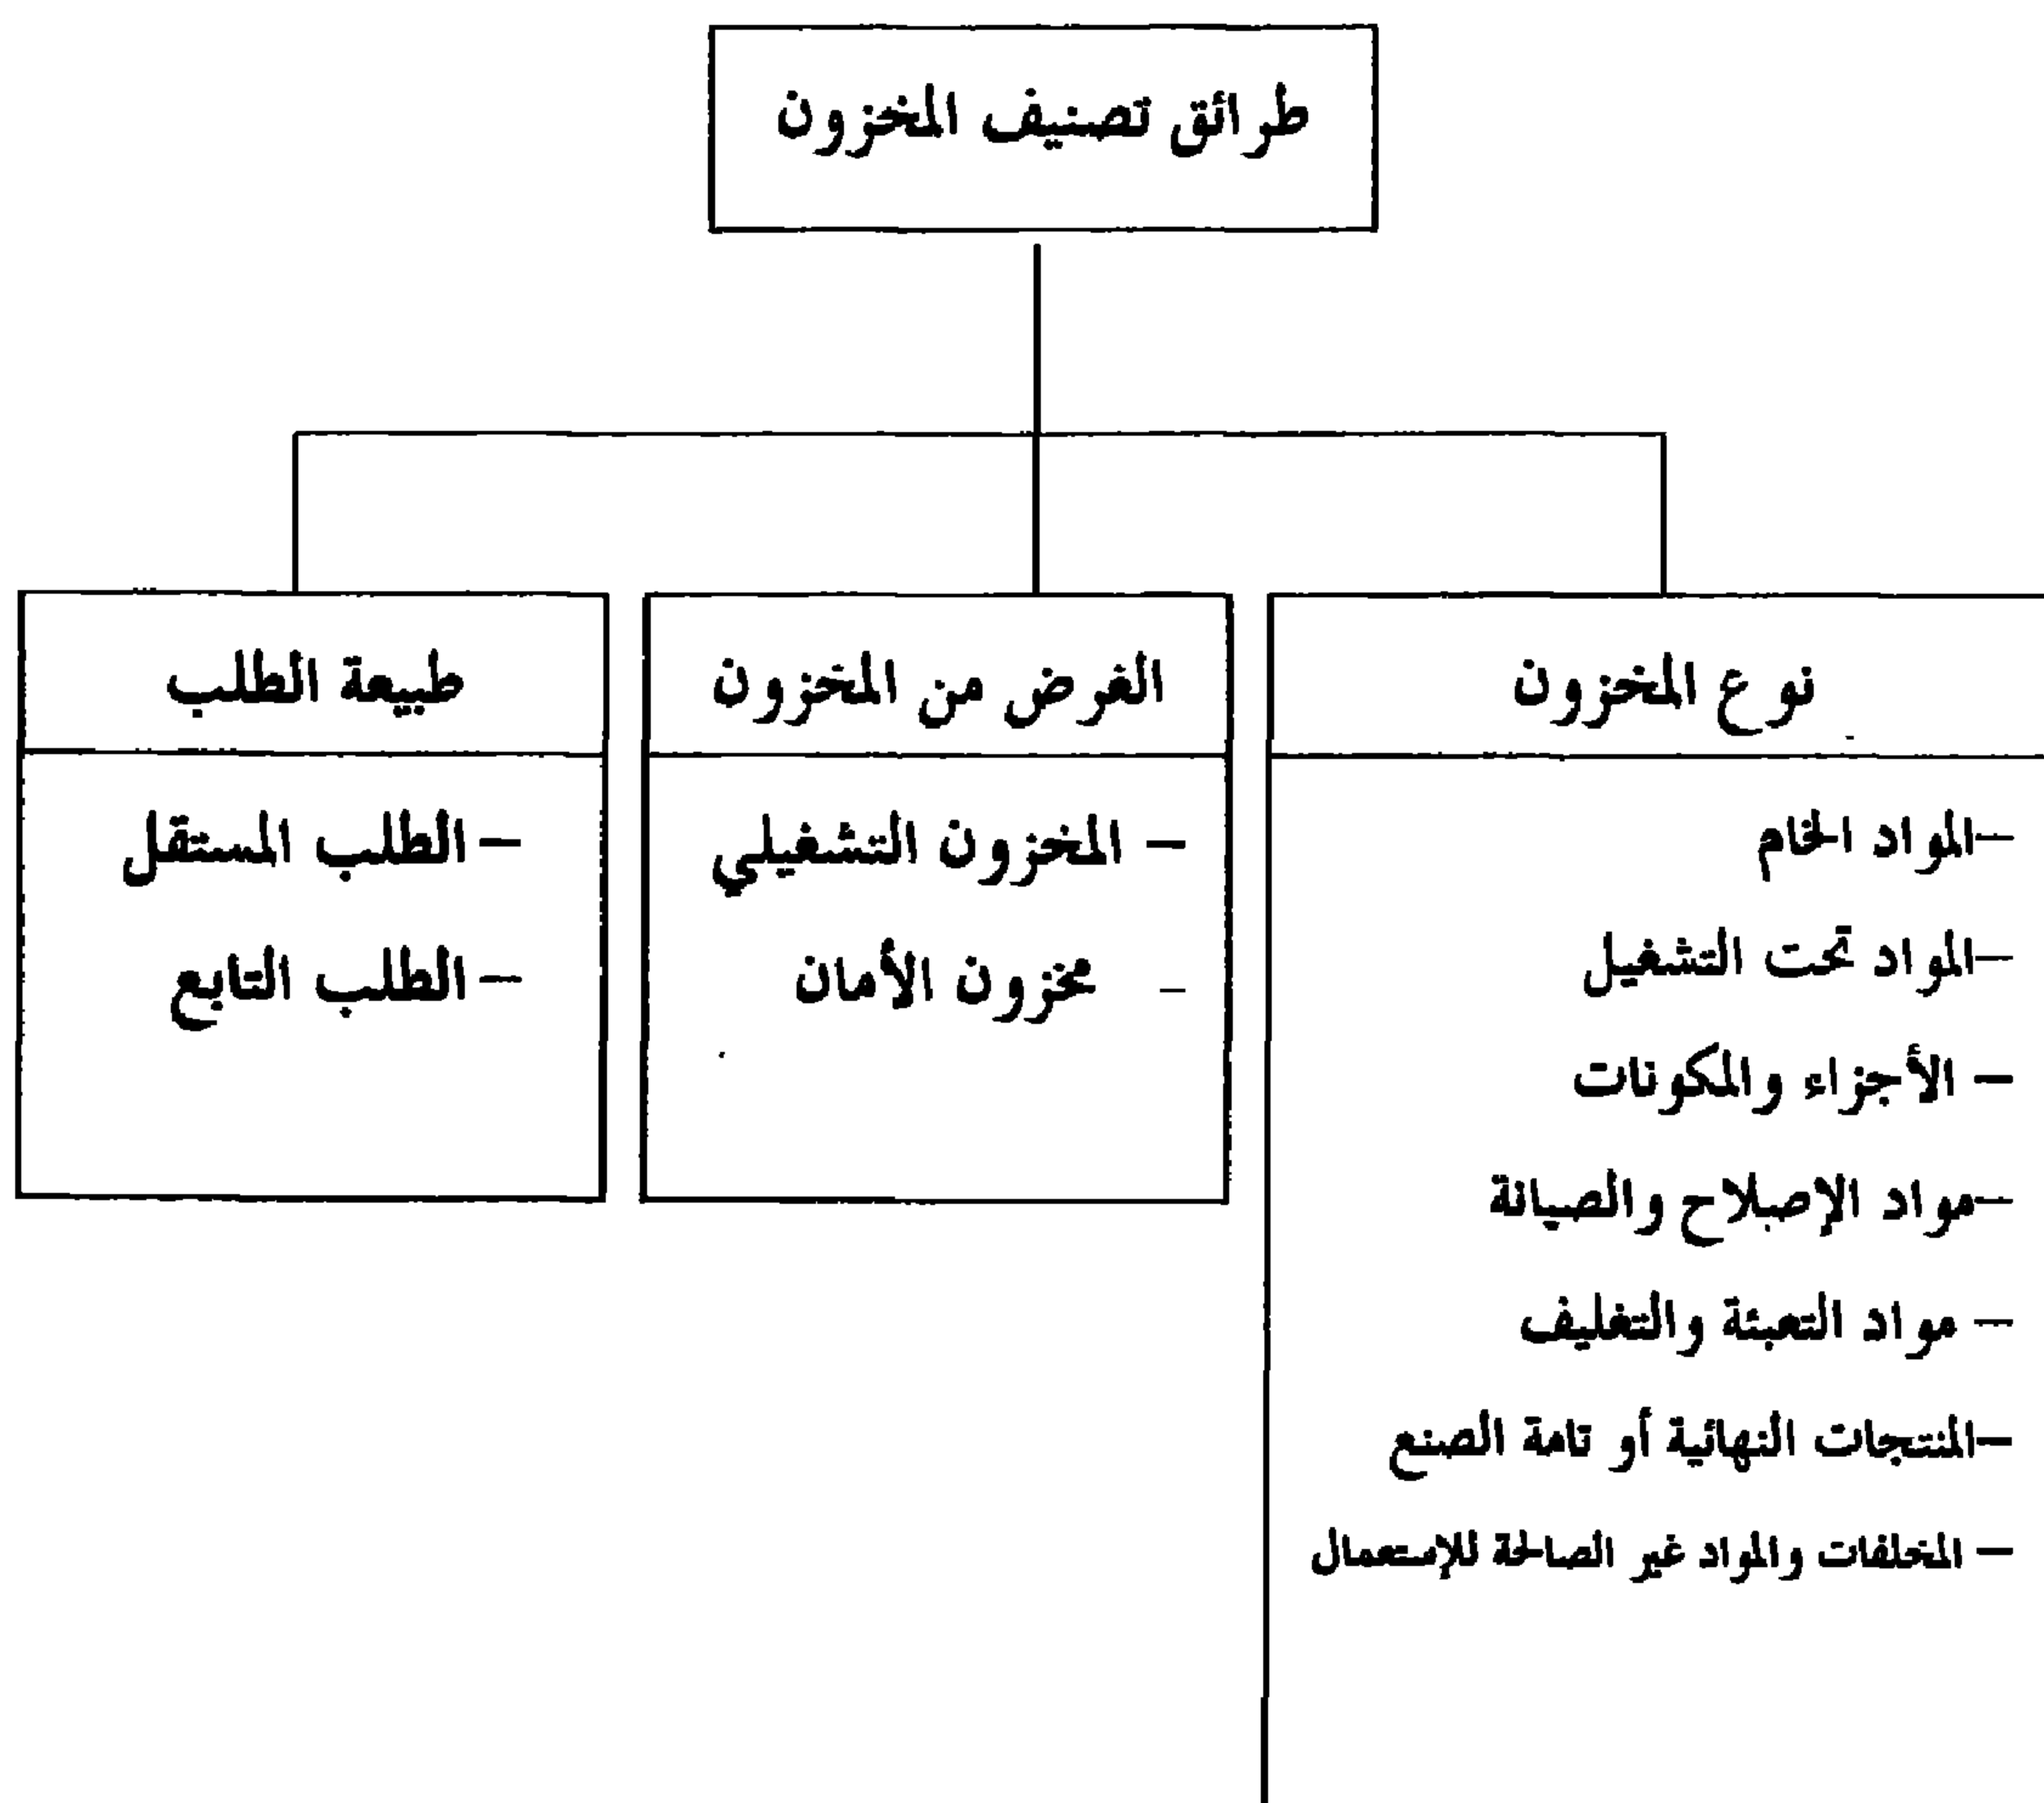 طرائق تصنيف المخزون
نوع المخزون
-المواد الخام
-المواد تحت التشغيل
- الأجزاء والمكونات
-مواد الإصلاح والصيانة
- مواد التعبئة والتغليف
-المنتجات النهائية أو تامة الصنع
- المخلفات والمواد غير الصالحة للإستعمال
الغرض من المخزون
- المخزون التشغيلي
- مخزون الأمان
طبيعة الطلب
- الطلب المستقل
- الطلب التابع